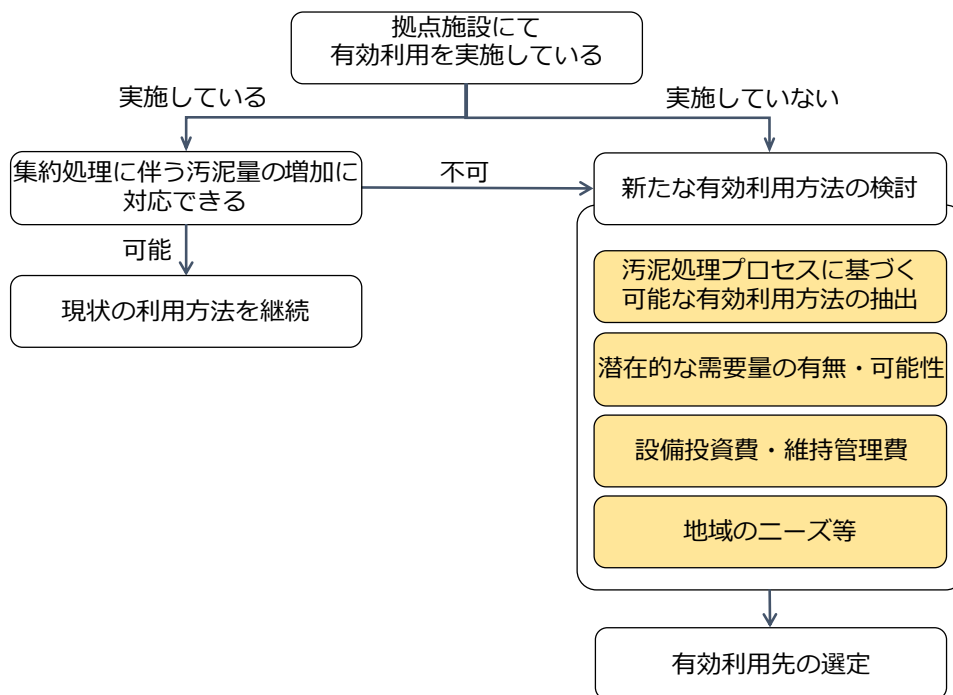 拠点施設にて
有効利用を実施している
実施している
実施していない
集約処理に伴う汚泥量の増加に
対応できる
不可
新たな有効利用方法の検討
可能
現状の利用方法を継続
汚泥処理プロセスに基づく
可能な有効利用方法の抽出
潜在的な需要量の有無・可能性
設備投資費・維持管理費
地域のニーズ等
有効利用先の選定